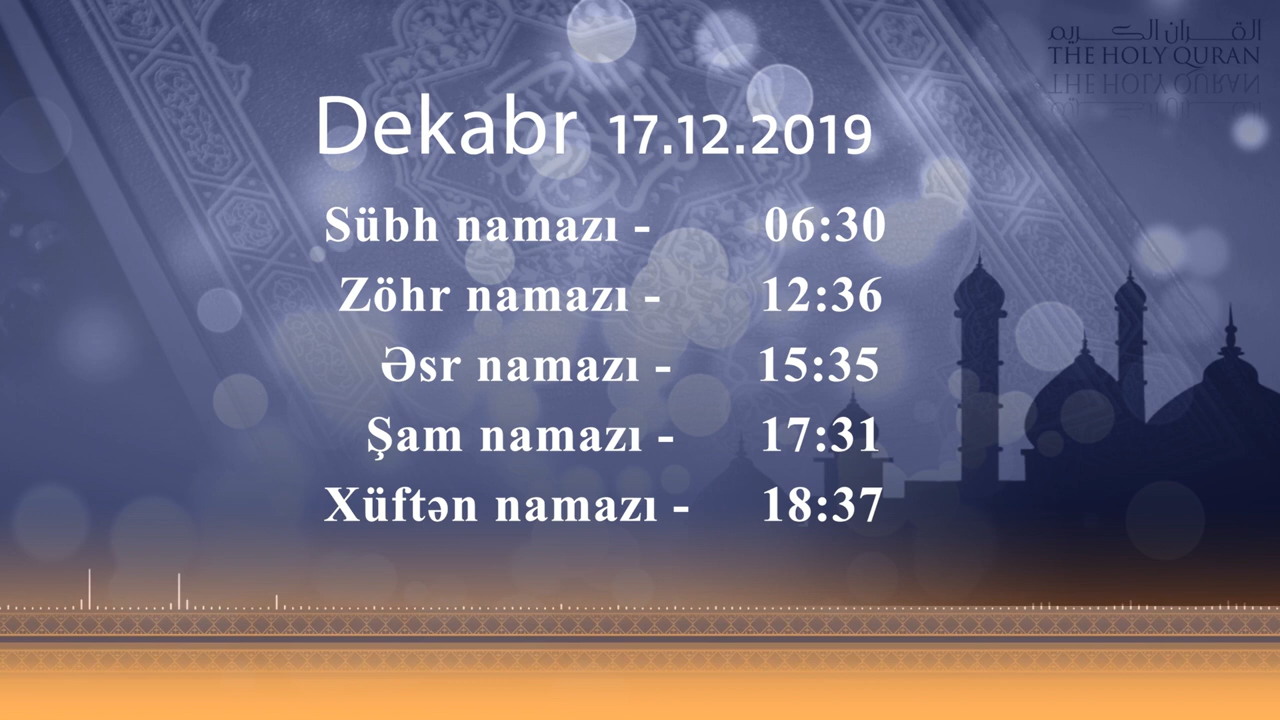 القرآن الكريم
THE HOLY QURAN
Dekabr 17.12.2019
Sübh namazı - 06:30
Zöhr namazı - 12:36
Əsr namazı - 15:35
Şam namazı - 17:31
Xüftən namazı - 18:37